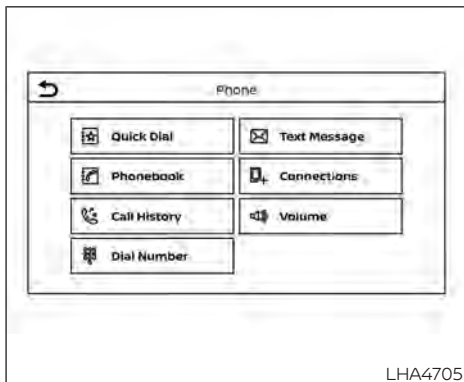 Phone
Quick Dial
Text Message
Phonebook
Connections
Call History
Volume
Dial Number
LHA4705